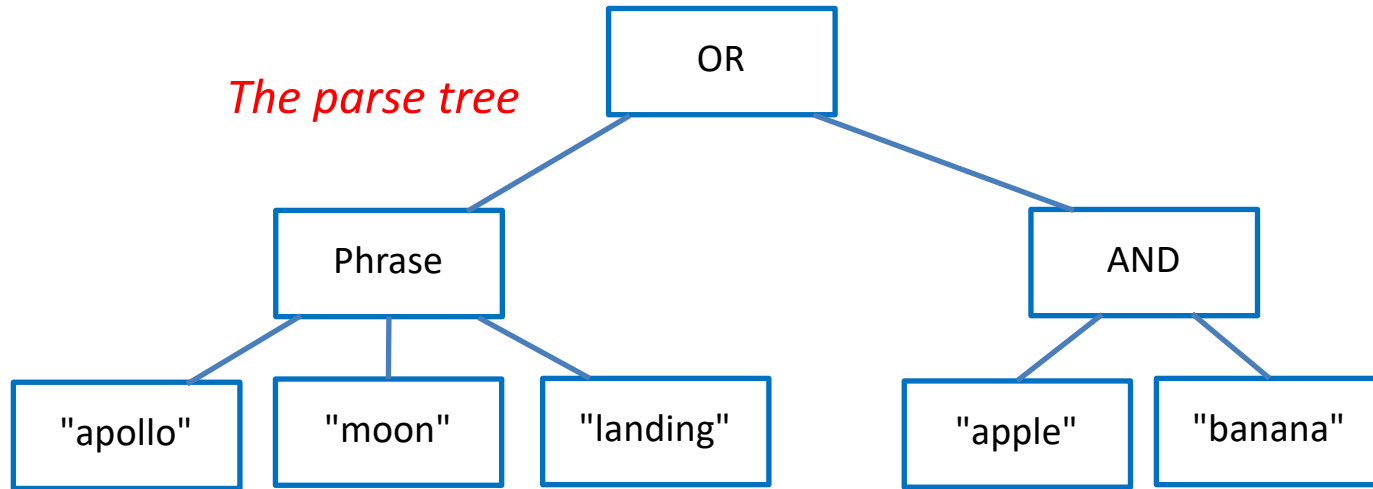 OR
The parse tree
Phrase
AND
"apollo"
"moon"
"landing"
"apple"
"banana"